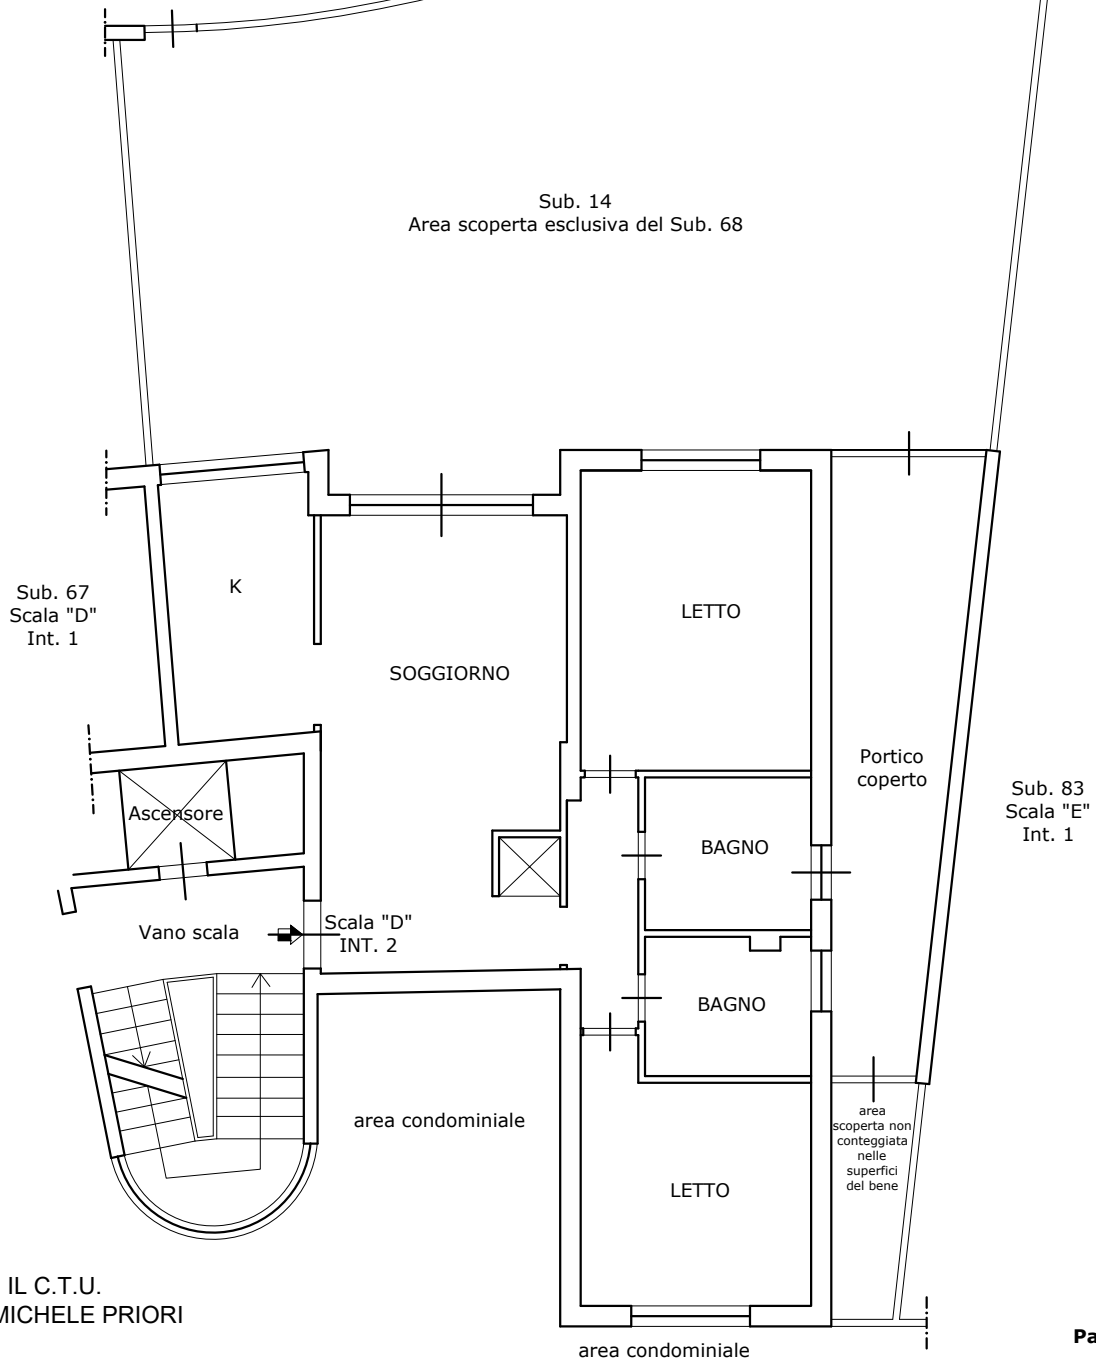 Sub. 14
Area scoperta esclusiva del Sub. 68
Sub. 67
Scala "D"
Int. 1
K
LETTO
SOGGIORNO
Portico
coperto
Sub. 83
Scala "E"
Int. 1
Ascensore
BAGNO
Vano scala
Scala "D"
INT. 2
BAGNO
area condominiale
area
scoperta non
conteggiata
nelle
superfici
del bene
LETTO
IL C.T.U.
MICHELE PRIORI
area condominiale